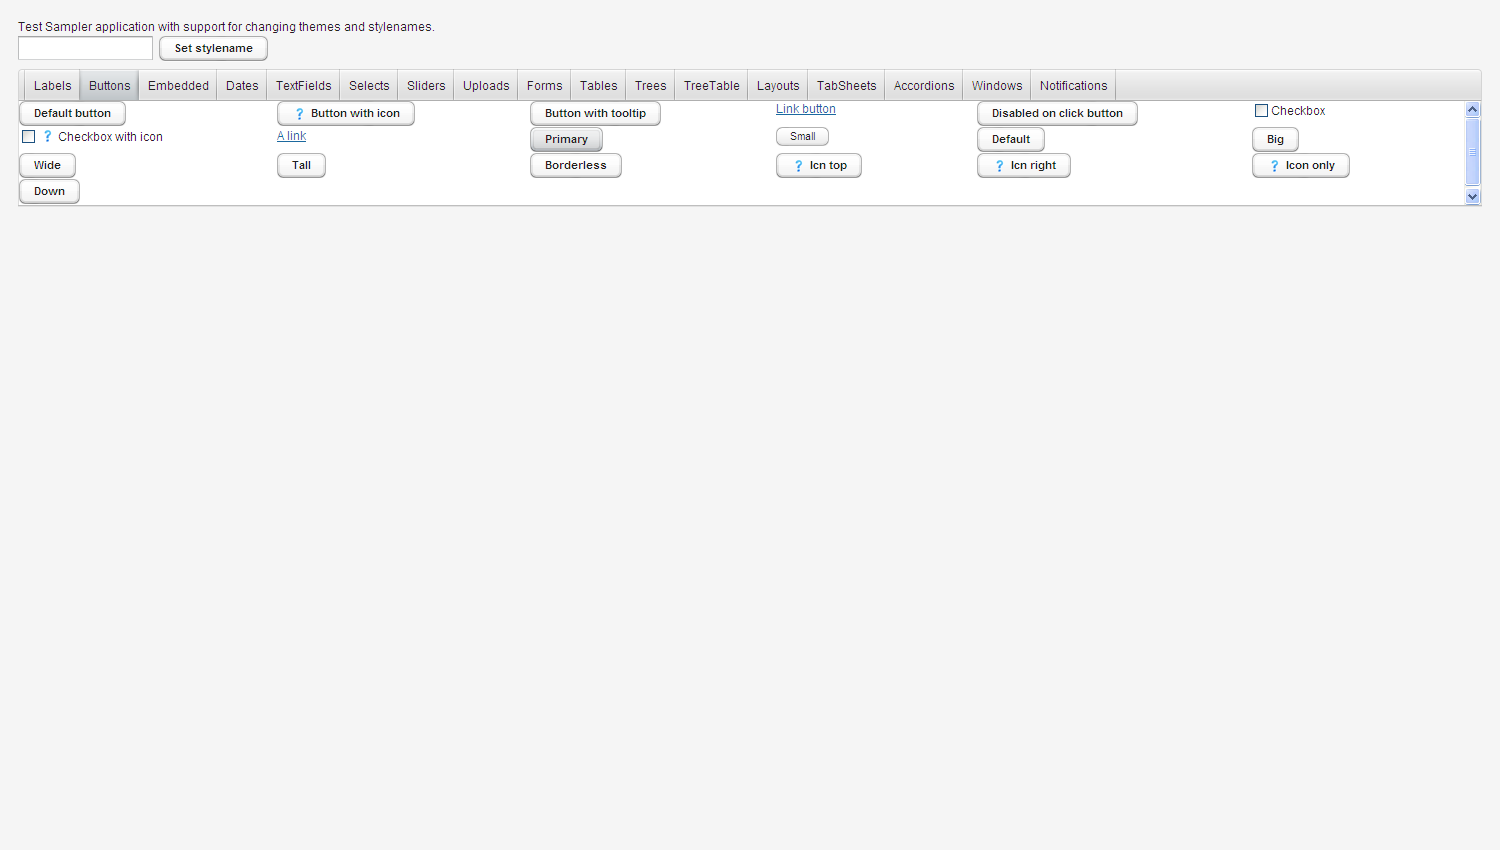 Test Sampler application with support for changing themes and stylenames.
Set stylename
Labels Buttons Embedded Dates TextFields Selects Sliders Uploads Forms Tables Trees TreeTable Layouts TabSheets Accordions Windows Notifications
Default button Button with icon Button with tooltip Link button Disabled on click button Checkbox
Checkbox with icon A link Primary Small Default Big
Wide Tall Borderless Icn top Icn right Icon only
Down